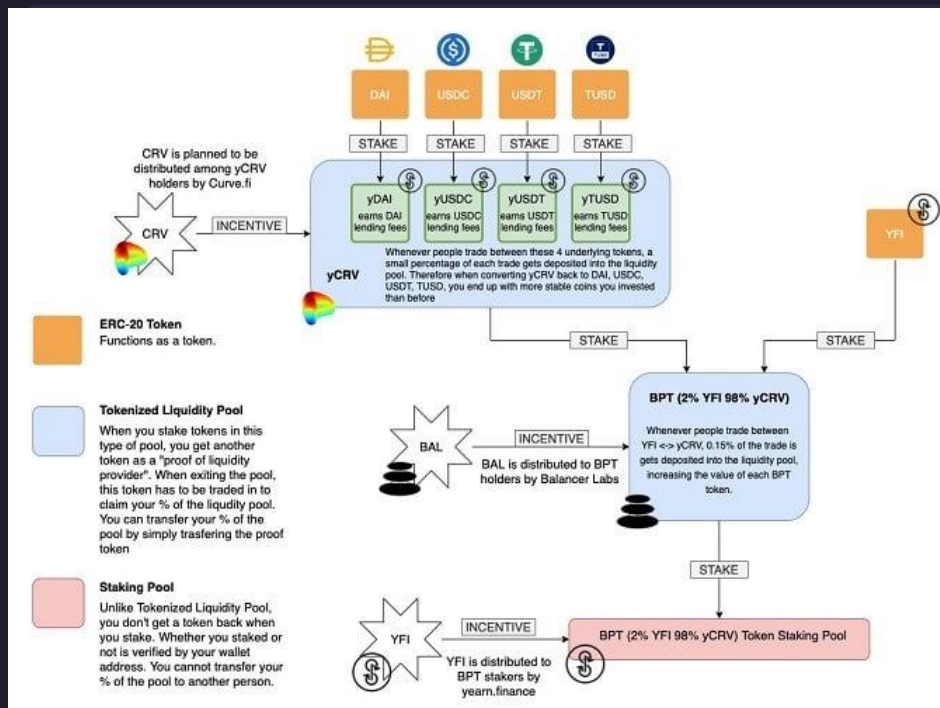 DAI
USDC
USDT
TUSD
STAKE
STAKE
STAKE
STAKE
CRV is planned to be
distributed among yCRV
holders by Curve.fi
CRV
INCENTIVE
yDAI
earns DAI
lending fees
yUSDC
earns USDC
lending fees
yUSDT
earns USDT
lending fees
yTUSD
earns TUSD
lending fees
yCRV
Whenever people trade between these 4 underlying tokens, a
small percentage of each trade gets deposited into the liquidity
pool. Therefore when converting yCRV back to DAI, USDC,
USDT, TUSD, you end up with more stable coins you invested
than before
YFI
STAKE
STAKE
ERC-20 Token
Functions as a token.
Tokenized Liquidity Pool
When you stake tokens in this
type of pool, you get another
token as a "proof of liquidity
provider". When exiting the pool,
this token has to be traded in to
claim your % of the liqudity pool.
You can transfer your % of the
pool by simply trasfering the proof
token
BPT (2% YFI 98% yCRV)
Whenever people trade between
YFI <-> yCRV, 0.15% of the trade is
gets deposited into the liquidity pool,
increasing the value of each BPT
token.
BAL
INCENTIVE
BAL is distributed to BPT
holders by Balancer Labs
STAKE
Staking Pool
Unlike Tokenized Liquidity Pool,
you don't get a token back when
you stake. Whether you staked or
not is verified by your wallet
address. You cannot transfer your
% of the pool to another person.
YFI
INCENTIVE
YFI is distributed to
BPT stakers by
yearn.finance
BPT (2% YFI 98% yCRV) Token Staking Pool